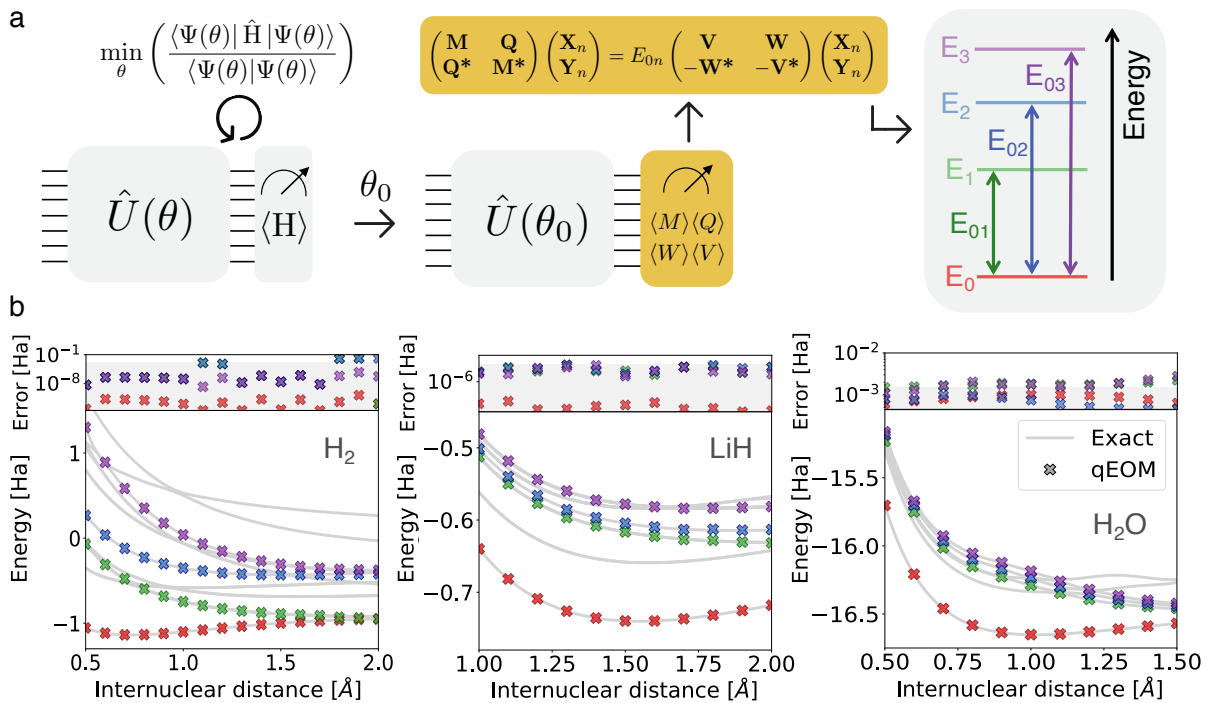 a
min_θ ( ⟨Ψ(θ)| Ĥ |Ψ(θ)⟩ / ⟨Ψ(θ)|Ψ(θ)⟩ )
Û(θ)
⟨H⟩
θ₀
Û(θ₀)
⟨M⟩⟨Q⟩
⟨W⟩⟨V⟩
( M Q ) ( Xₙ ) = E₀ₙ ( V W ) ( Xₙ )
( Q* M* ) ( Yₙ ) ( −W* −V* ) ( Yₙ )
E₃
E₂
E₁
E₀
E₀₁
E₀₂
E₀₃
Energy
b
Error [Ha]
10⁻¹
10⁻⁸
Energy [Ha]
1
0
−1
H₂
0.5 1.0 1.5 2.0
Internuclear distance [Å]
Error [Ha]
10⁻⁶
Energy [Ha]
−0.5
−0.6
−0.7
LiH
1.00 1.25 1.50 1.75 2.00
Internuclear distance [Å]
Error [Ha]
10⁻²
10⁻³
Energy [Ha]
−15.5
−16.0
−16.5
Exact
qEOM
H₂O
0.50 0.75 1.00 1.25 1.50
Internuclear distance [Å]